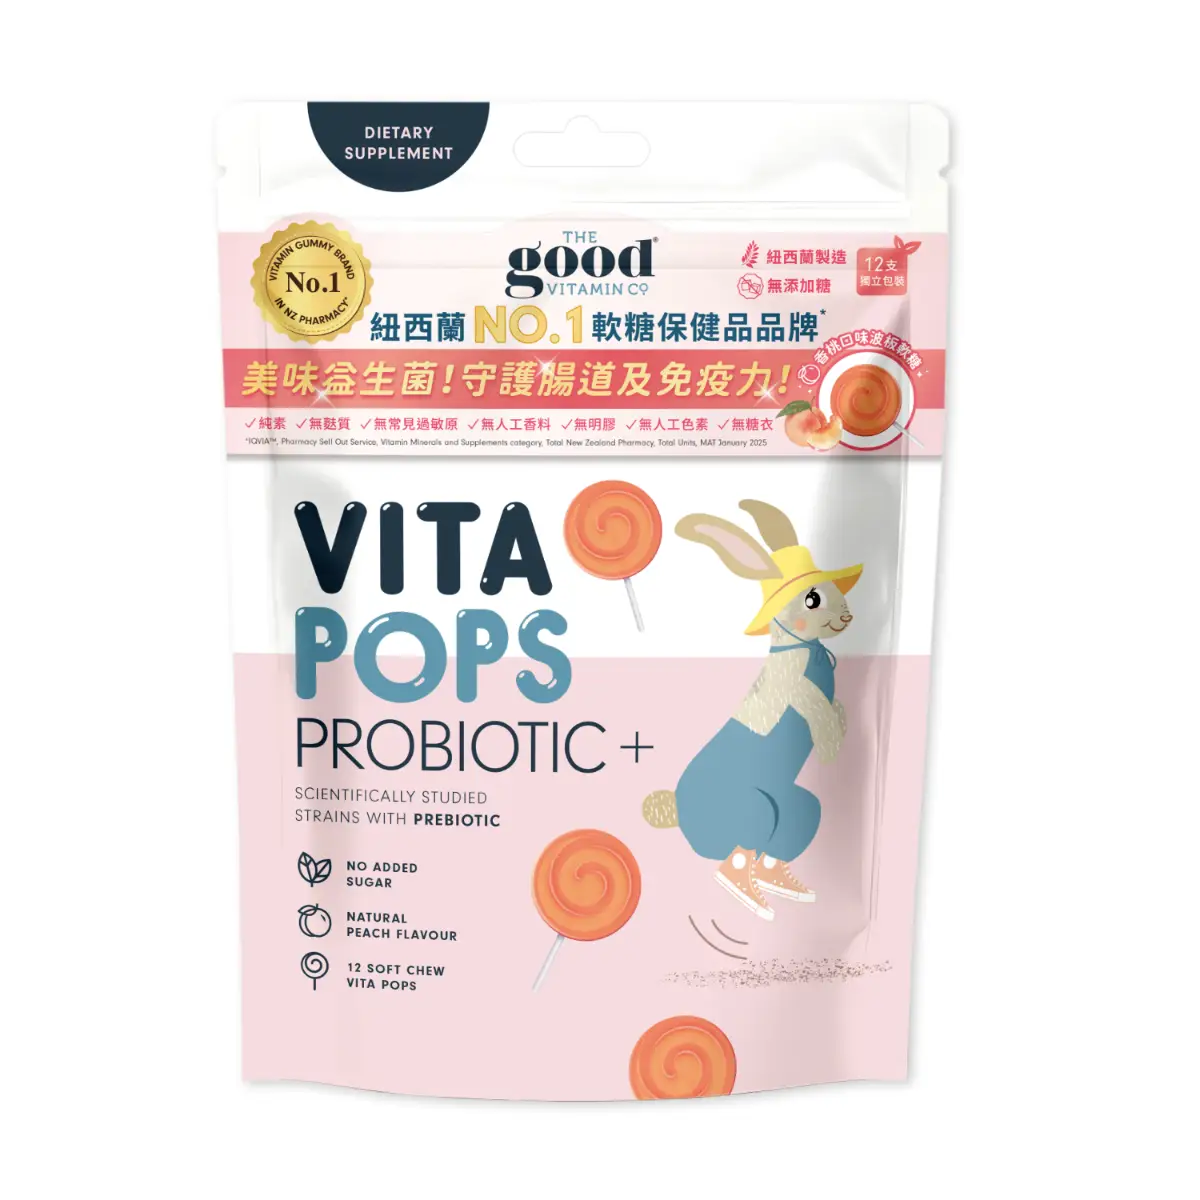 DIETARY
SUPPLEMENT
VITAMIN GUMMY BRAND
No.1
IN NZ PHARMACY*
THE
good®
VITAMIN CO
紐西蘭製造
無添加糖
12支
獨立包裝
紐西蘭NO.1軟糖保健品品牌*
美味益生菌!守護腸道及免疫力!
香桃口味波板軟糖
✓純素 ✓無麩質 ✓無常見過敏原 ✓無人工香料 ✓無明膠 ✓無人工色素 ✓無糖衣
*IQVIA™, Pharmacy Sell Out Service, Vitamin Minerals and Supplements category, Total New Zealand Pharmacy, Total Units, MAT January 2025
VITA
POPS
PROBIOTIC +
SCIENTIFICALLY STUDIED
STRAINS WITH PREBIOTIC
NO ADDED
SUGAR
NATURAL
PEACH FLAVOUR
12 SOFT CHEW
VITA POPS